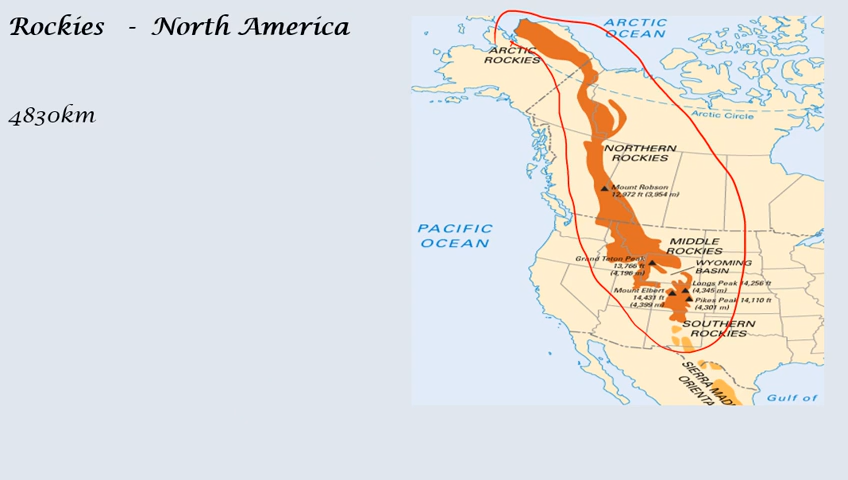 Rockies - North America
4830km
ARCTIC
OCEAN
ARCTIC
ROCKIES
Arctic Circle
NORTHERN
ROCKIES
Mount Robson
12,972 ft (3,954 m)
PACIFIC
OCEAN
MIDDLE
ROCKIES
Grand Teton Peak
13,766 ft
(4,196 m)
WYOMING
BASIN
Longs Peak 14,256 ft
(4,345 m)
Mount Elbert
14,431 ft
(4,399 m)
Pikes Peak 14,110 ft
(4,301 m)
SOUTHERN
ROCKIES
SIERRA MAD
ORIENTA
Gulf of